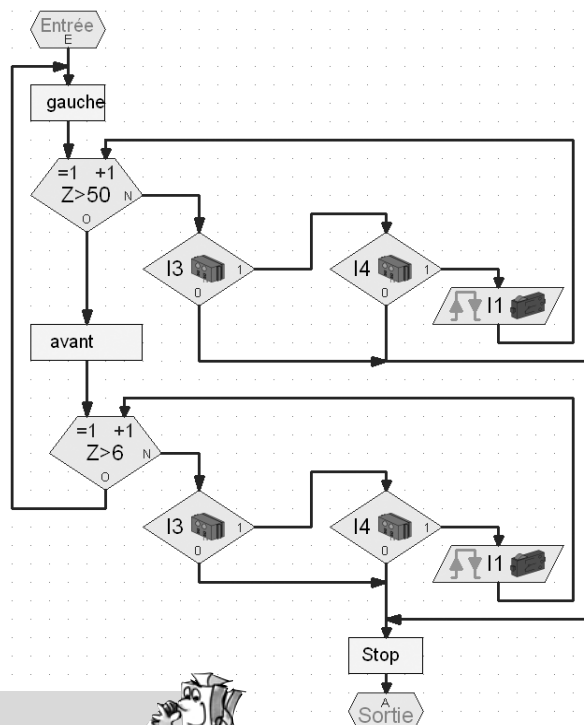 Entrée
E
gauche
=1 +1
Z>50
N
O
I3
1
0
I4
1
0
I1
avant
=1 +1
Z>6
N
O
I3
1
0
I4
1
0
I1
Stop
A
Sortie